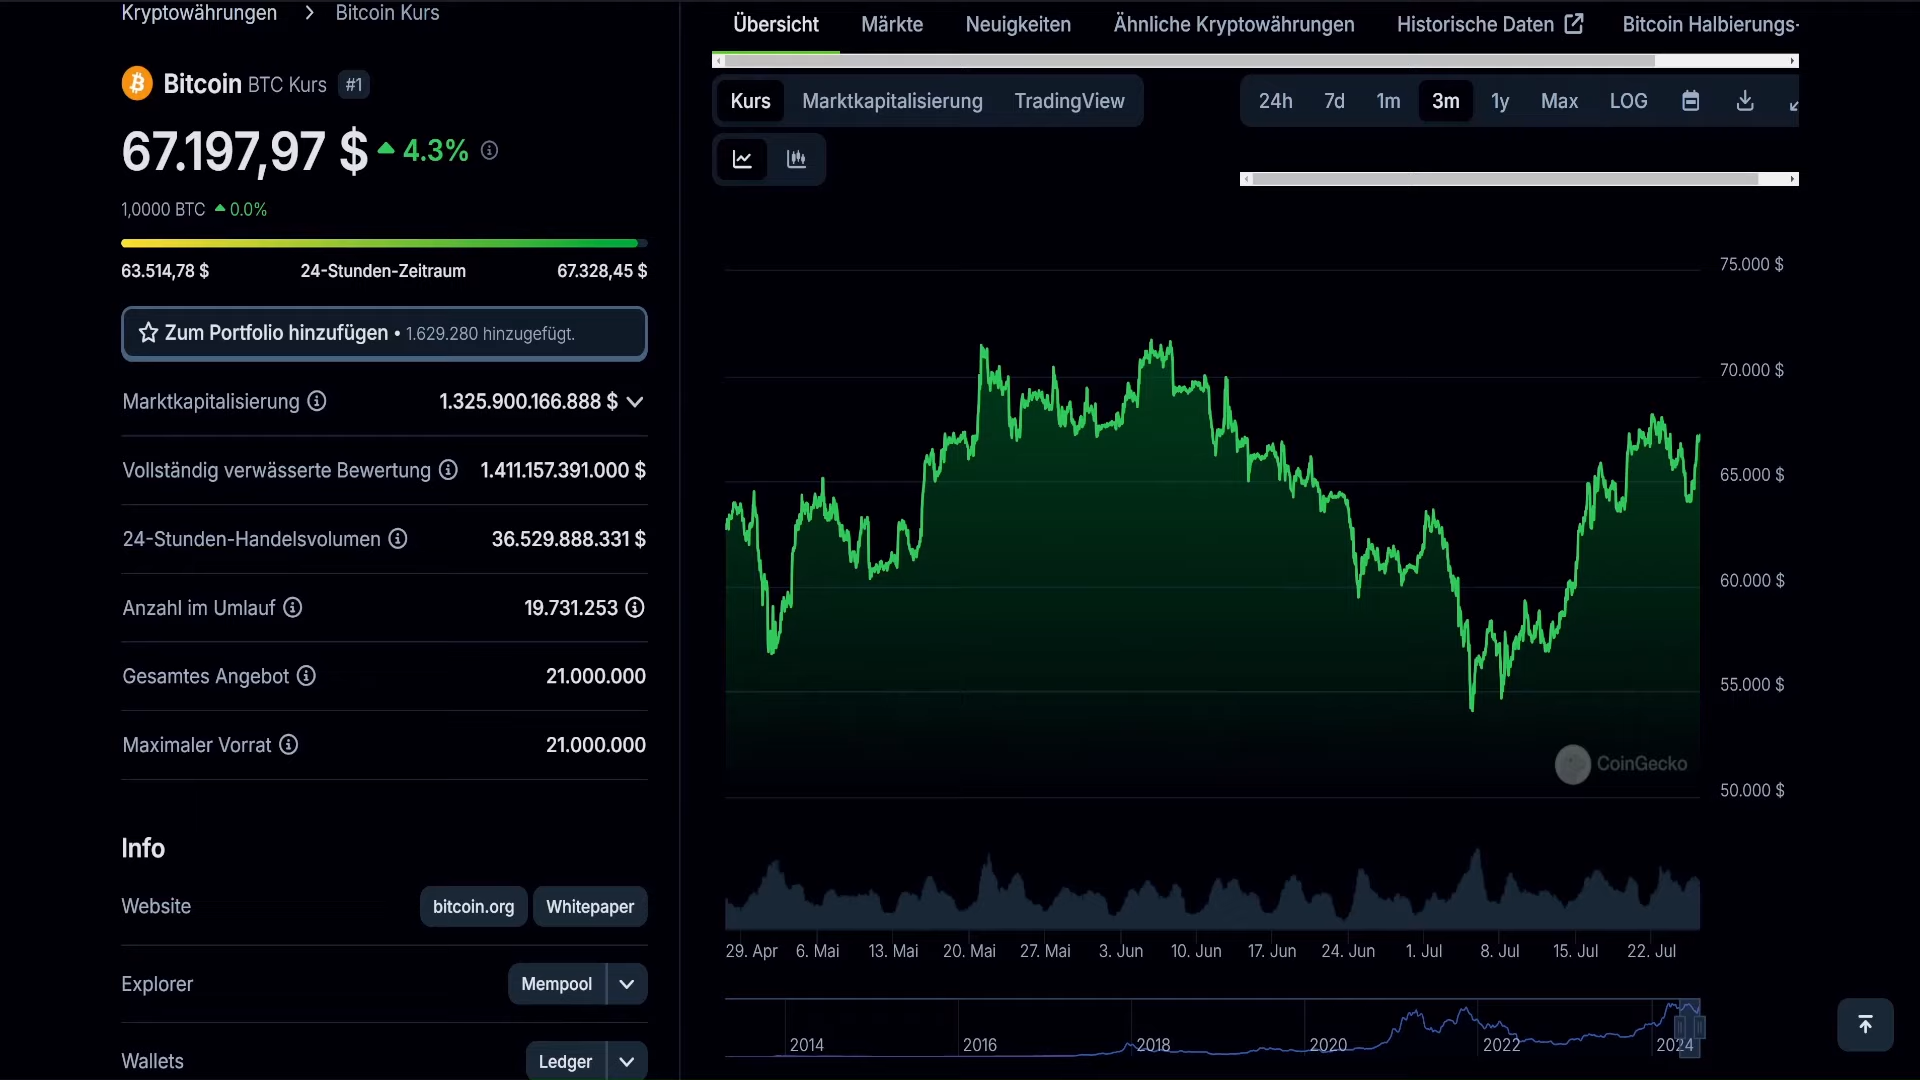 Kryptowährungen > Bitcoin Kurs
Bitcoin BTC Kurs #1
67.197,97 $ 4.3%
1,0000 BTC 0.0%
63.514,78 $ 24-Stunden-Zeitraum 67.328,45 $
Zum Portfolio hinzufügen • 1.629.280 hinzugefügt.
Marktkapitalisierung 1.325.900.166.888 $
Vollständig verwässerte Bewertung 1.411.157.391.000 $
24-Stunden-Handelsvolumen 36.529.888.331 $
Anzahl im Umlauf 19.731.253
Gesamtes Angebot 21.000.000
Maximaler Vorrat 21.000.000
Info
Website bitcoin.org Whitepaper
Explorer Mempool
Wallets Ledger
Übersicht Märkte Neuigkeiten Ähnliche Kryptowährungen Historische Daten Bitcoin Halbierungs-
Kurs Marktkapitalisierung TradingView
24h 7d 1m 3m 1y Max LOG
75.000 $
70.000 $
65.000 $
60.000 $
55.000 $
CoinGecko
50.000 $
29. Apr 6. Mai 13. Mai 20. Mai 27. Mai 3. Jun 10. Jun 17. Jun 24. Jun 1. Jul 8. Jul 15. Jul 22. Jul
2014 2016 2018 2020 2022 2024